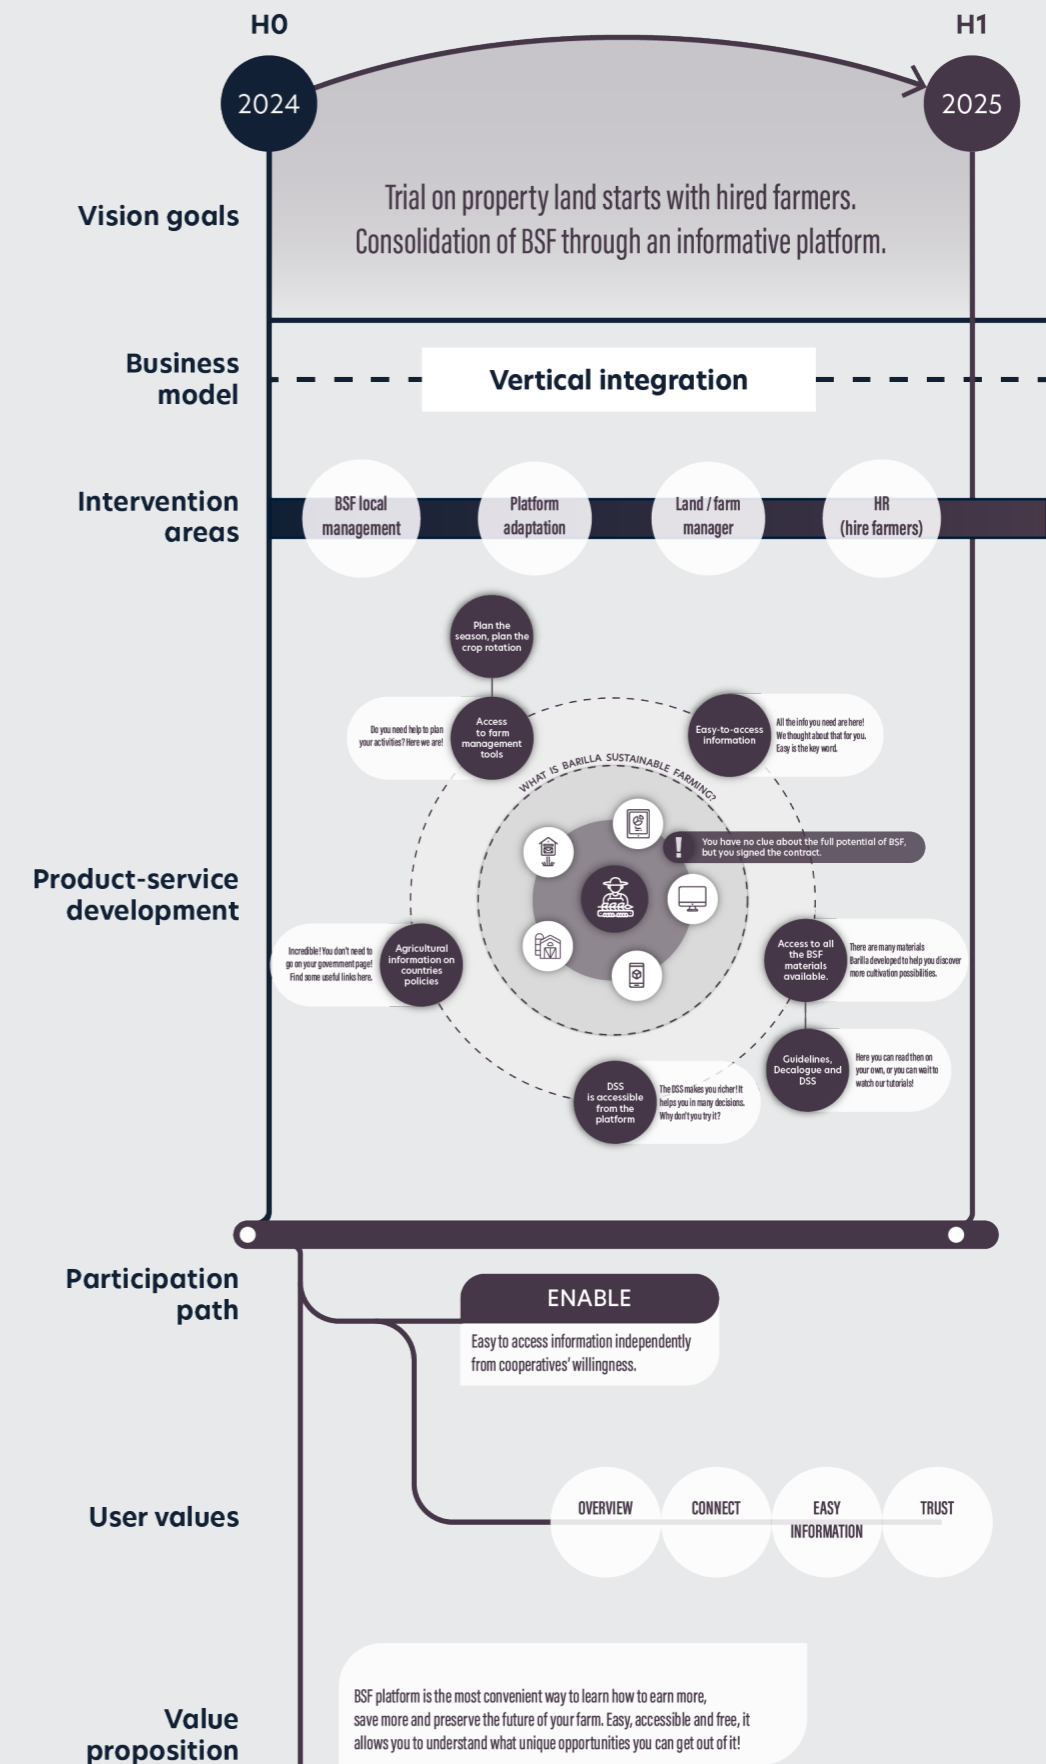 H0
H1
2024
2025
Vision goals
Trial on property land starts with hired farmers.
Consolidation of BSF through an informative platform.
Business
model
Vertical integration
Intervention
areas
BSF local
management
Platform
adaptation
Land / farm
manager
HR
(hire farmers)
Product-service
development
Plan the
season, plan the
crop rotation
Do you need help to plan
your activities? Here we are!
Access
to farm
management
tools
Easy-to-access
information
All the info you need are here!
We thought about that for you.
Easy is the key word.
WHAT IS BARILLA SUSTAINABLE FARMING?
!
You have no clue about the full potential of BSF,
but you signed the contract.
Incredible! You don't need to
go on your government page!
Find some useful links here.
Agricultural
information on
countries
policies
Access to all
the BSF
materials
available.
There are many materials
Barilla developed to help you discover
more cultivation possibilities.
Guidelines,
Decalogue and
DSS
Here you can read then on
your own, or you can wait to
watch our tutorials!
DSS
is accessible
from the
platform
The DSS makes you richer! It
helps you in many decisions.
Why don't you try it?
Participation
path
ENABLE
Easy to access information independently
from cooperatives' willingness.
User values
OVERVIEW
CONNECT
EASY
INFORMATION
TRUST
Value
proposition
BSF platform is the most convenient way to learn how to earn more,
save more and preserve the future of your farm. Easy, accessible and free, it
allows you to understand what unique opportunities you can get out of it!